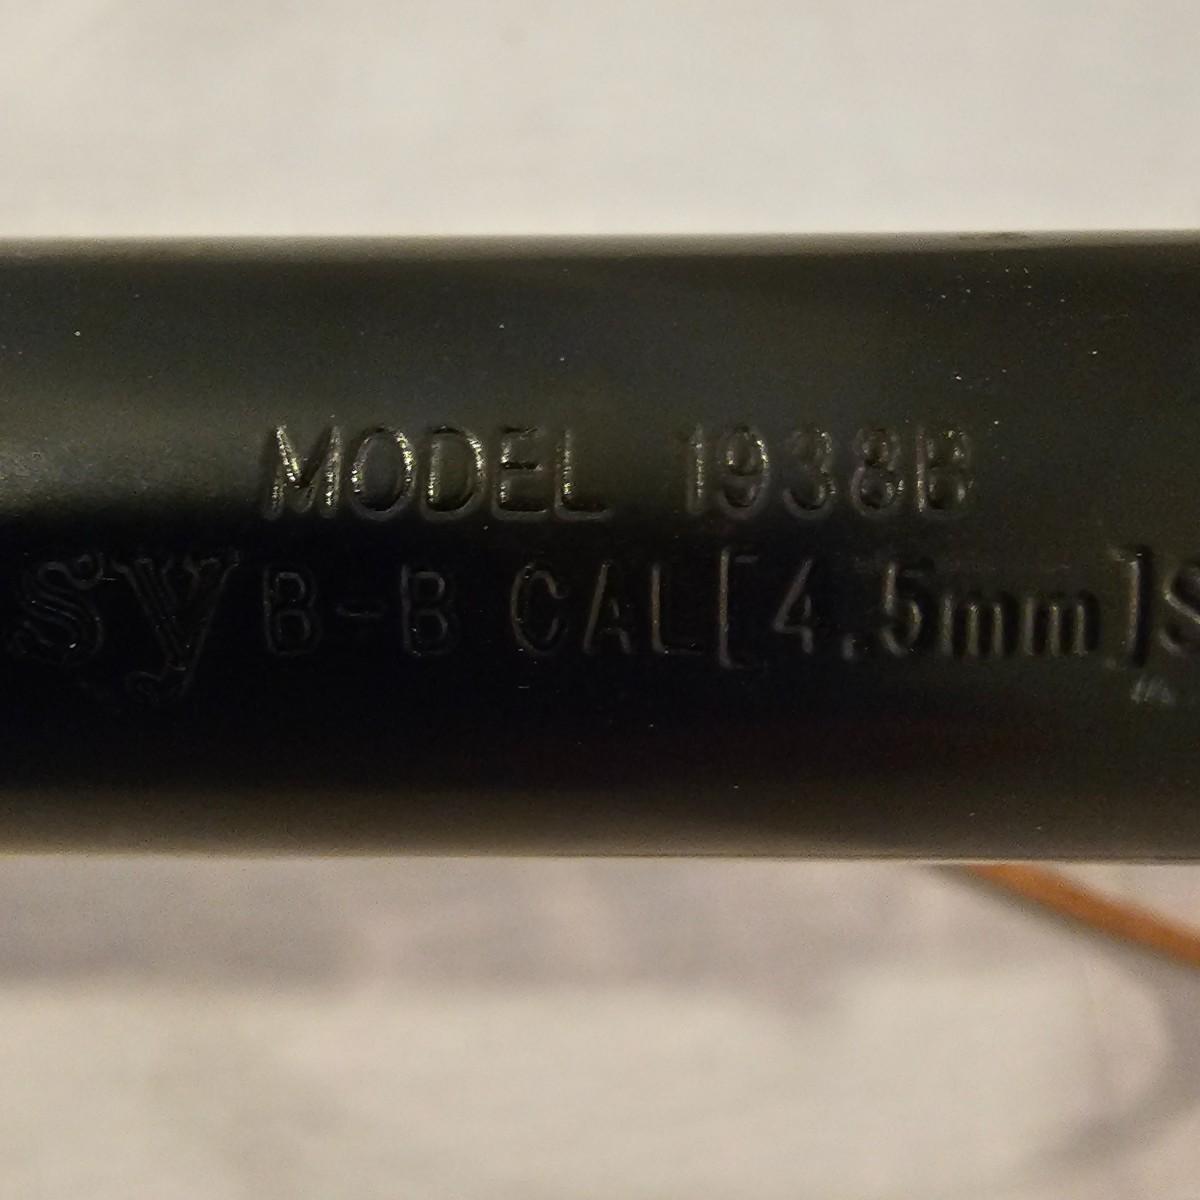 MODEL 1938B
sy B-B CAL[4.5mm]S